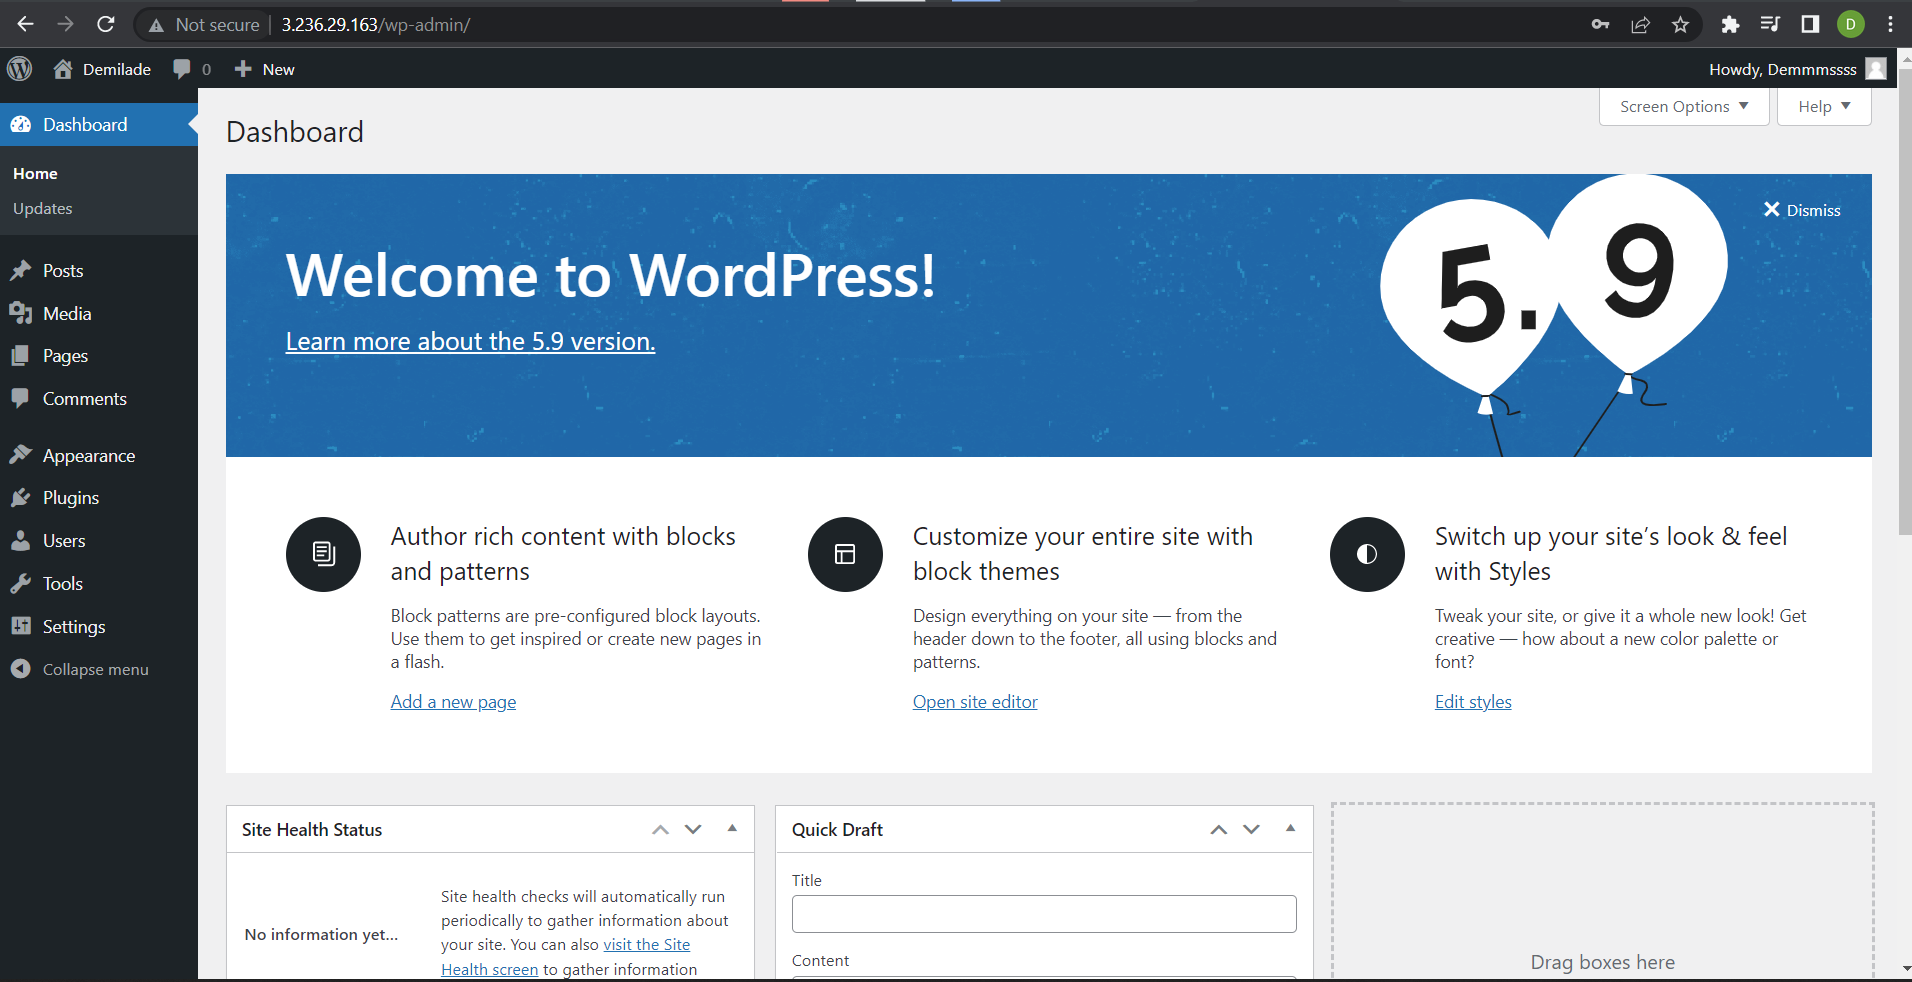 Not secure
3.236.29.163/wp-admin/
D
Demilade
0
New
Howdy, Demmmssss
Dashboard
Home
Updates
Posts
Media
Pages
Comments
Appearance
Plugins
Users
Tools
Settings
Collapse menu
Dashboard
Screen Options
Help
Welcome to WordPress!
Learn more about the 5.9 version.
5.9
Dismiss
Author rich content with blocks
and patterns
Block patterns are pre-configured block layouts.
Use them to get inspired or create new pages in
a flash.
Add a new page
Customize your entire site with
block themes
Design everything on your site — from the
header down to the footer, all using blocks and
patterns.
Open site editor
Switch up your site’s look & feel
with Styles
Tweak your site, or give it a whole new look! Get
creative — how about a new color palette or
font?
Edit styles
Site Health Status
No information yet...
Site health checks will automatically run
periodically to gather information about
your site. You can also visit the Site
Health screen to gather information
Quick Draft
Title
Content
Drag boxes here